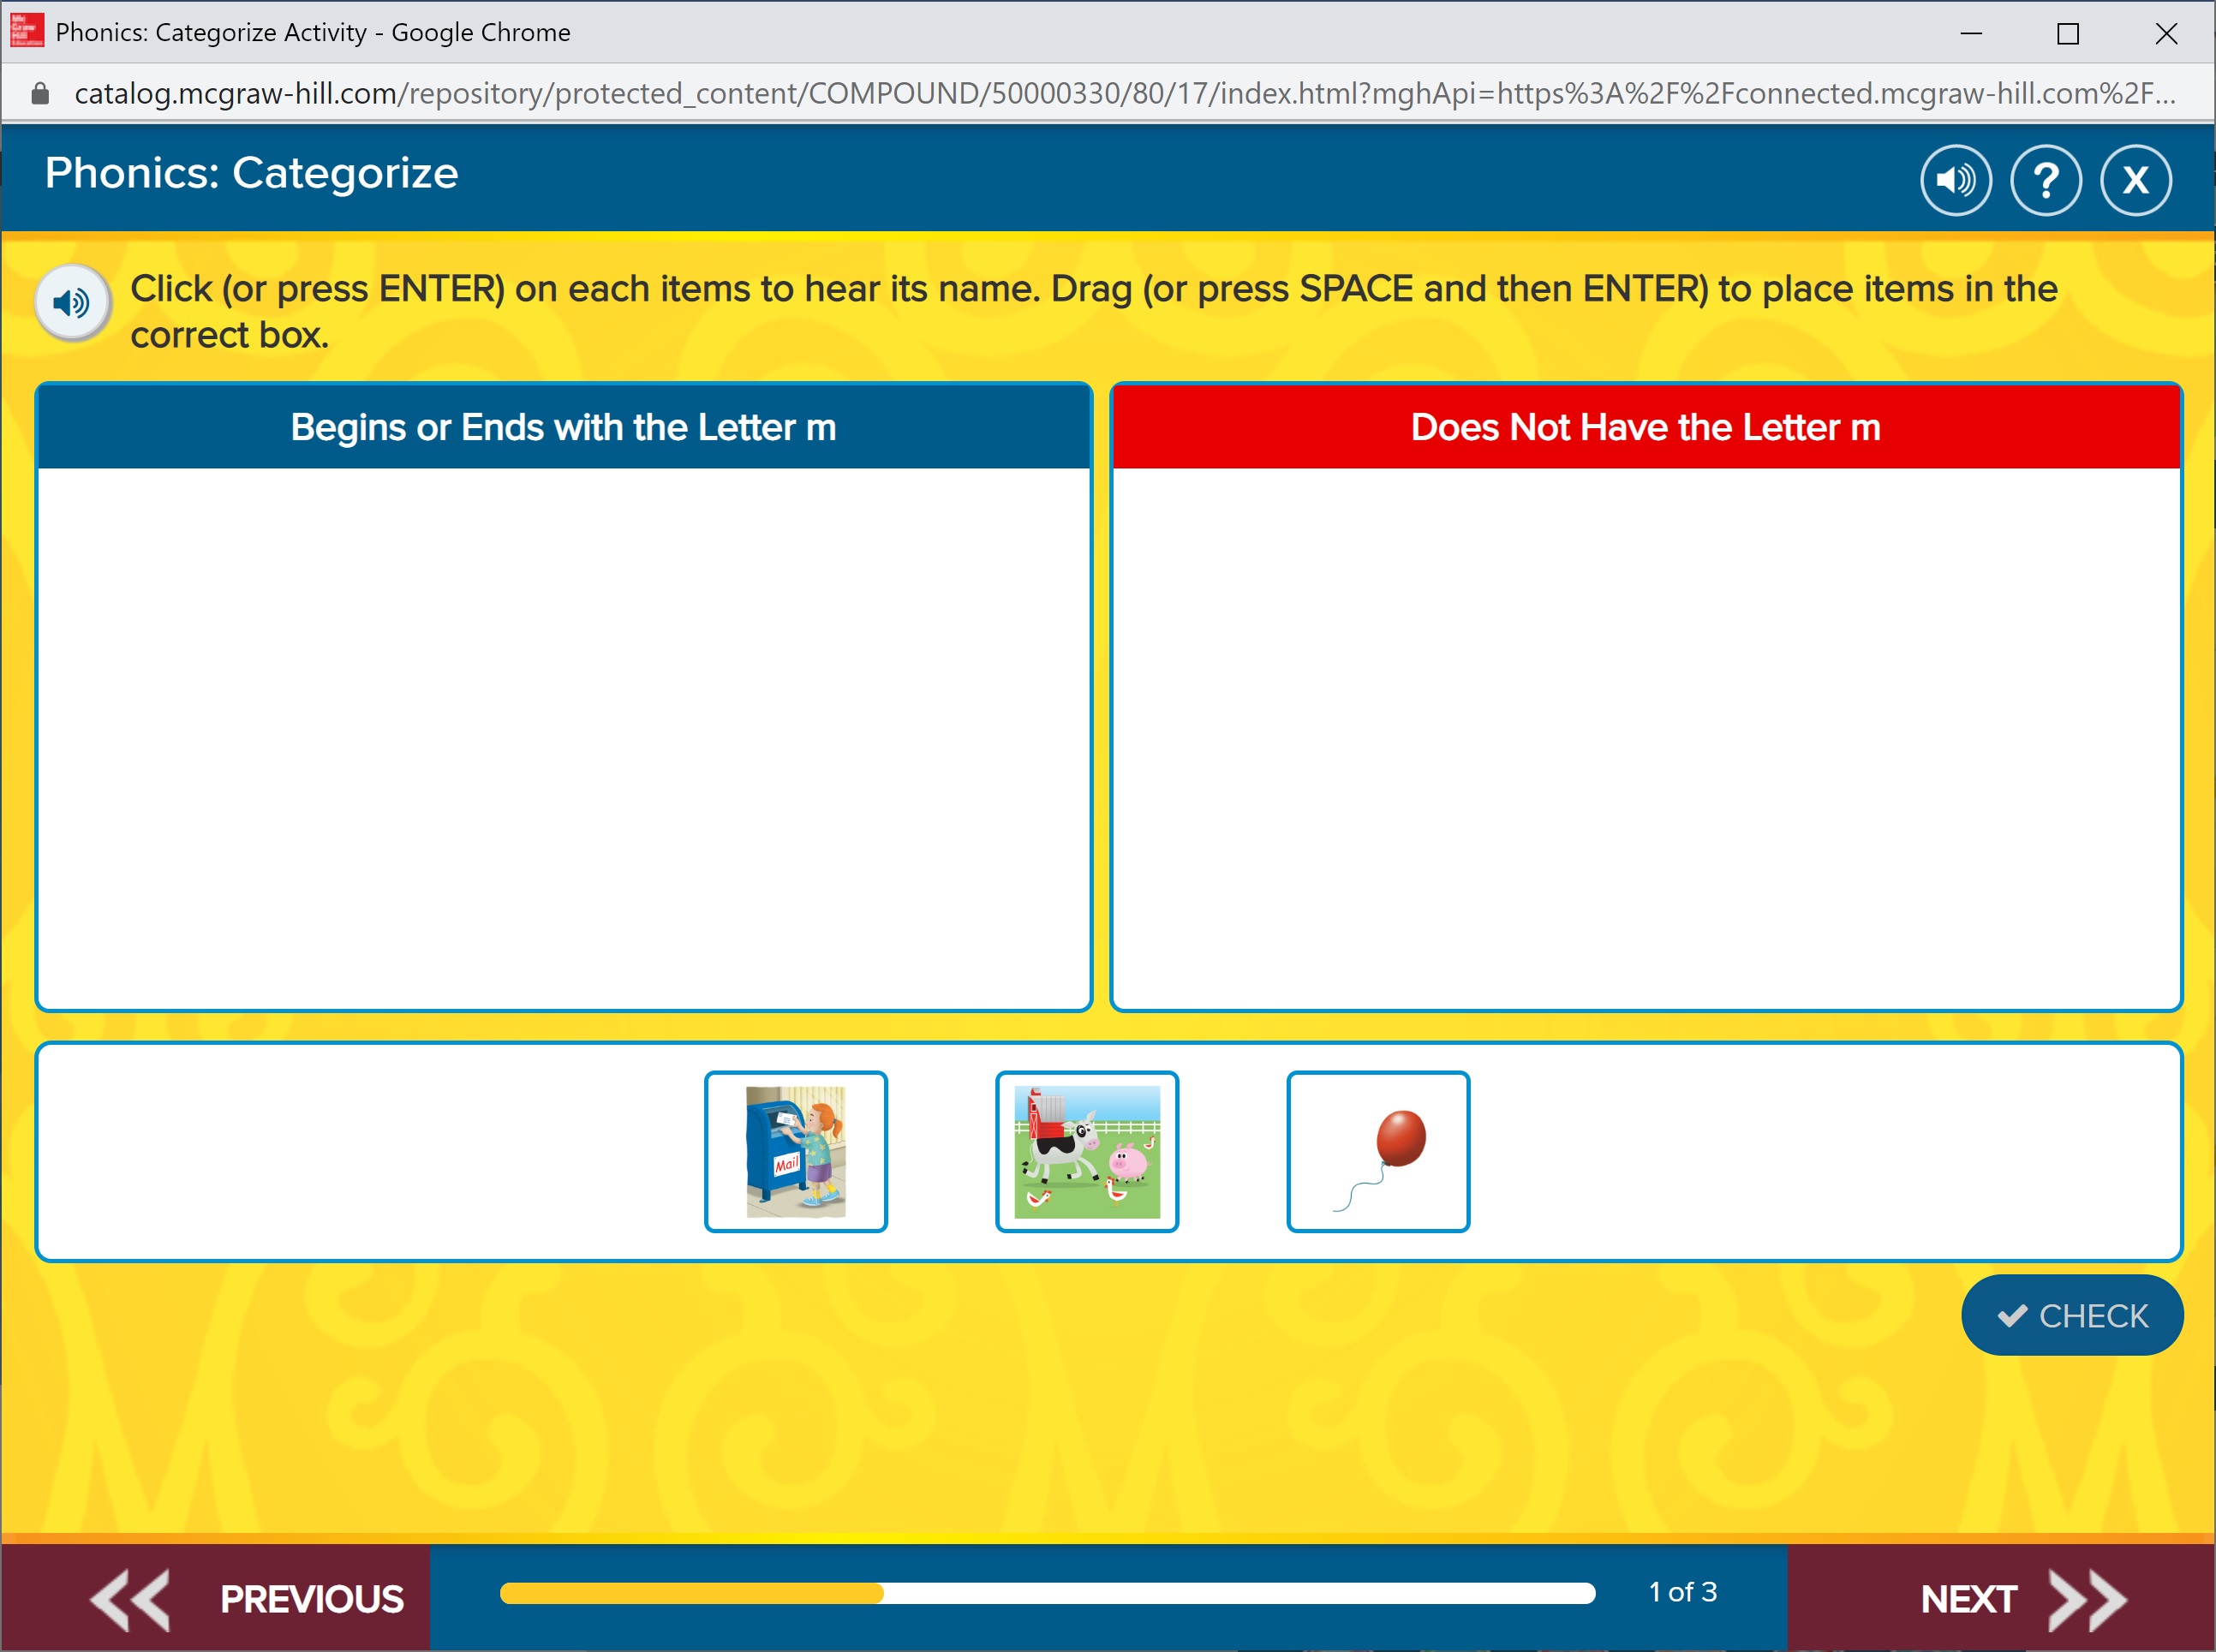 Phonics: Categorize Activity - Google Chrome
catalog.mcgraw-hill.com/repository/protected_content/COMPOUND/50000330/80/17/index.html?mghApi=https%3A%2F%2Fconnected.mcgraw-hill.com%2F...
Phonics: Categorize
?
X
Click (or press ENTER) on each items to hear its name. Drag (or press SPACE and then ENTER) to place items in the
correct box.
Begins or Ends with the Letter m
Does Not Have the Letter m
Mail
CHECK
PREVIOUS
1 of 3
NEXT